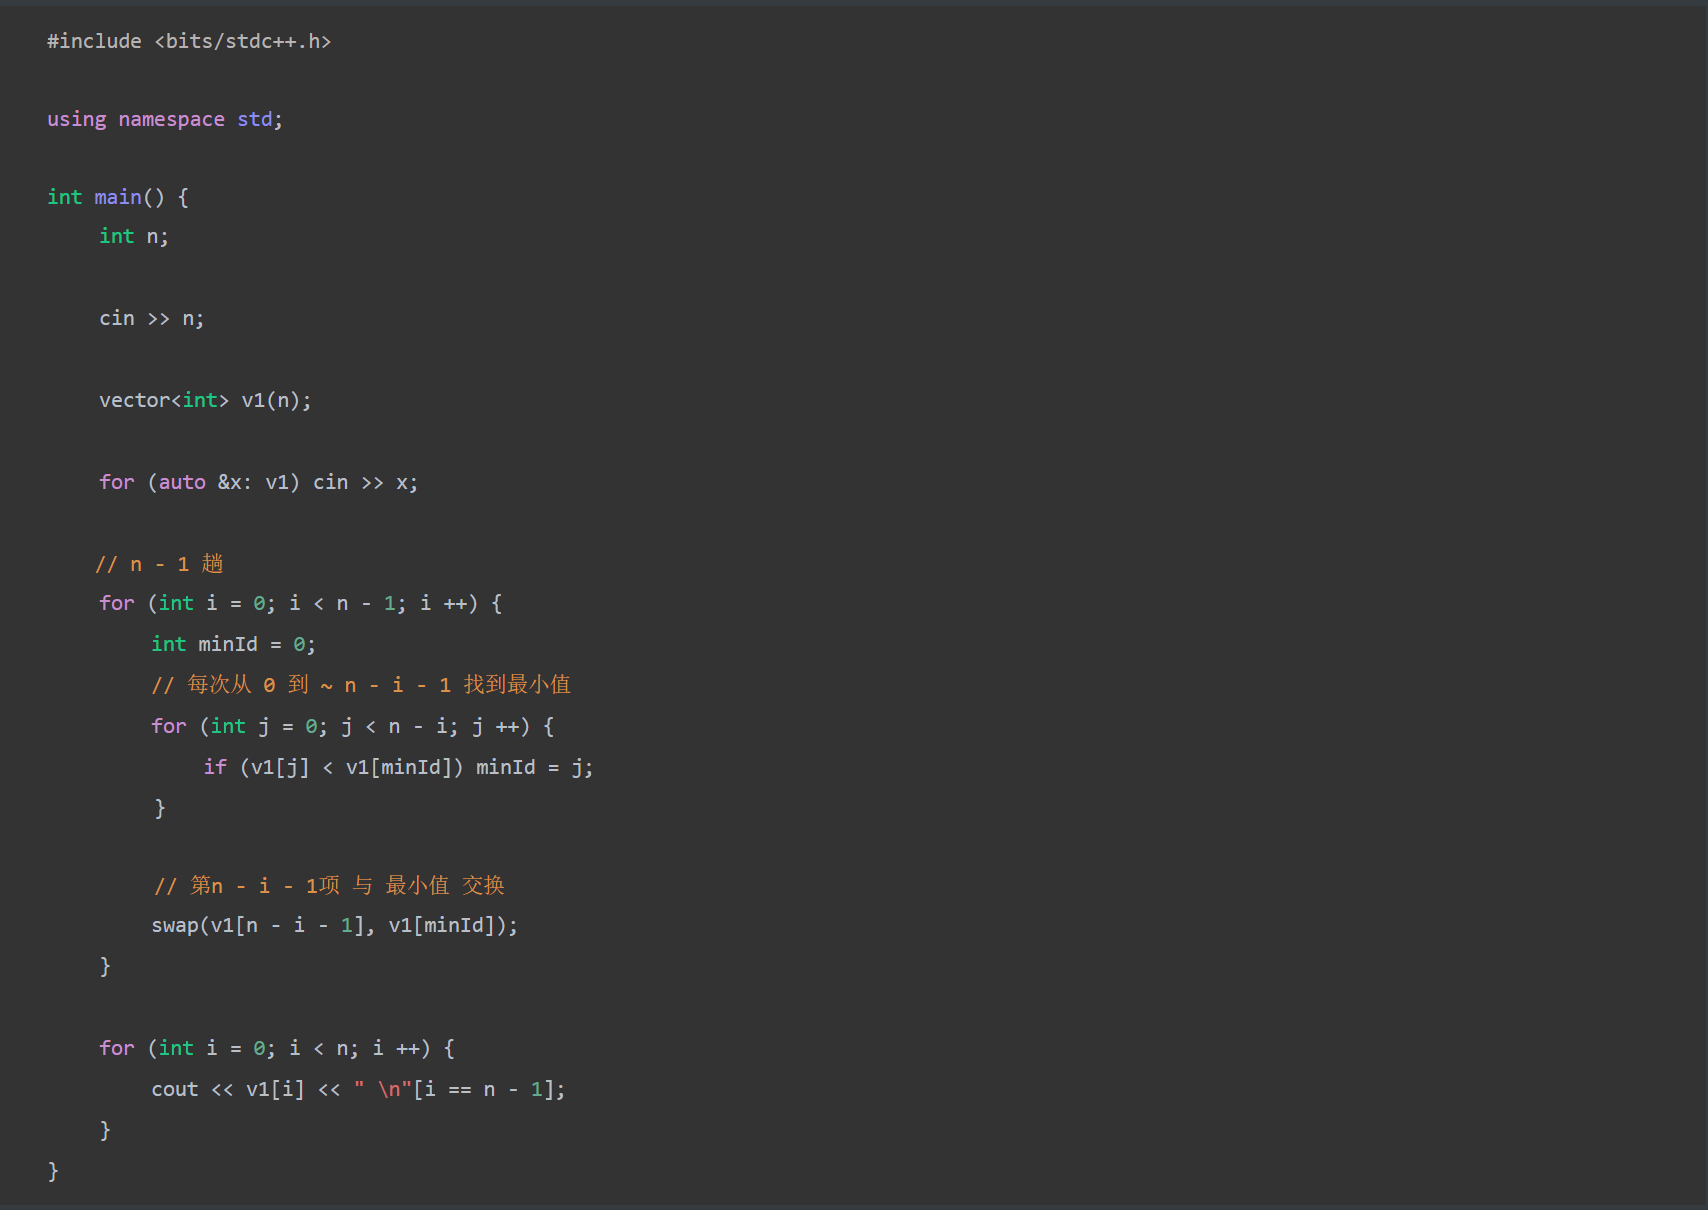 #include <bits/stdc++.h>
using namespace std;
int main() {
int n;
cin >> n;
vector<int> v1(n);
for (auto &x: v1) cin >> x;
// n - 1 趟
for (int i = 0; i < n - 1; i ++) {
int minId = 0;
// 每次从 0 到 ~ n - i - 1 找到最小值
for (int j = 0; j < n - i; j ++) {
if (v1[j] < v1[minId]) minId = j;
}
// 第n - i - 1项 与 最小值 交换
swap(v1[n - i - 1], v1[minId]);
}
for (int i = 0; i < n; i ++) {
cout << v1[i] << " \n"[i == n - 1];
}
}